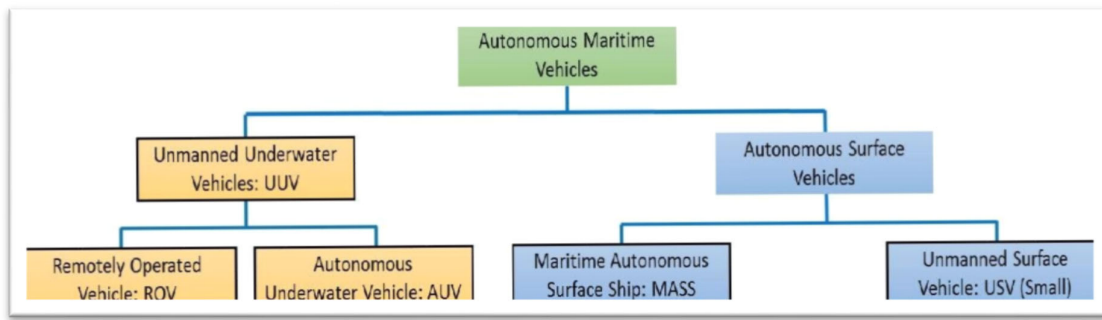 Autonomous Maritime
Vehicles
Unmanned Underwater
Vehicles: UUV
Autonomous Surface
Vehicles
Remotely Operated
Vehicle: ROV
Autonomous
Underwater Vehicle: AUV
Maritime Autonomous
Surface Ship: MASS
Unmanned Surface
Vehicle: USV (Small)